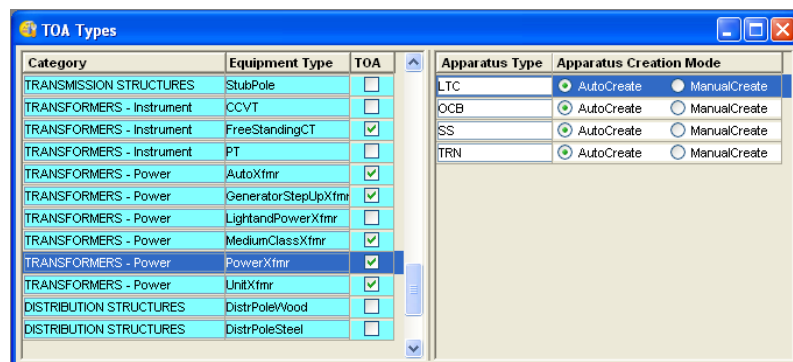 TOA Types
Category Equipment Type TOA
TRANSMISSION STRUCTURES StubPole
TRANSFORMERS - Instrument CCVT
TRANSFORMERS - Instrument FreeStandingCT
TRANSFORMERS - Instrument PT
TRANSFORMERS - Power AutoXfmr
TRANSFORMERS - Power GeneratorStepUpXfmr
TRANSFORMERS - Power LightandPowerXfmr
TRANSFORMERS - Power MediumClassXfmr
TRANSFORMERS - Power PowerXfmr
TRANSFORMERS - Power UnitXfmr
DISTRIBUTION STRUCTURES DistrPoleWood
DISTRIBUTION STRUCTURES DistrPoleSteel
Apparatus Type Apparatus Creation Mode
LTC AutoCreate ManualCreate
OCB AutoCreate ManualCreate
SS AutoCreate ManualCreate
TRN AutoCreate ManualCreate